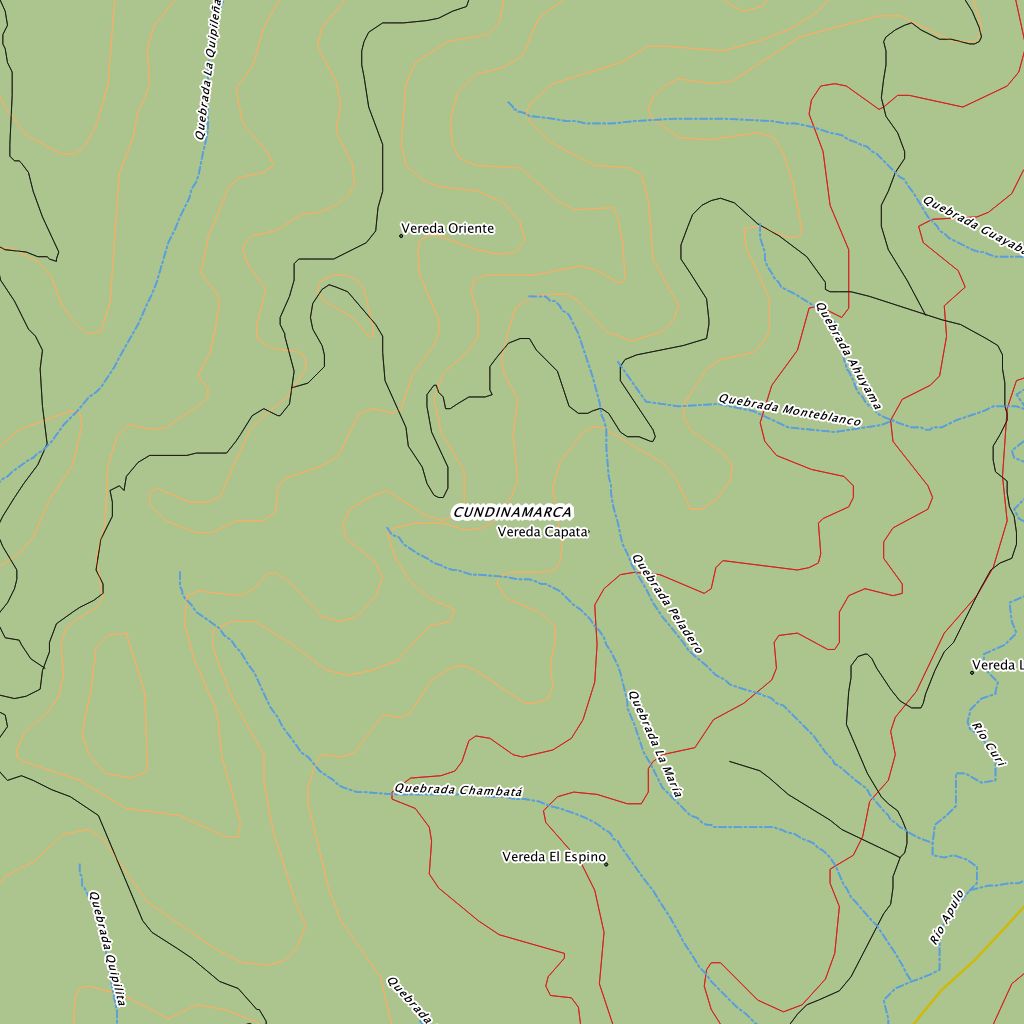 Quebrada La Quipileña
Quebrada Guayaba
Vereda Oriente
Quebrada Ahuyama
Quebrada Monteblanco
CUNDINAMARCA
Vereda Capata
Quebrada Peladero
Vereda L
Quebrada La María
Río Curí
Quebrada Chambatá
Vereda El Espino
Quebrada Quipilita
Río Apulo
Quebrada